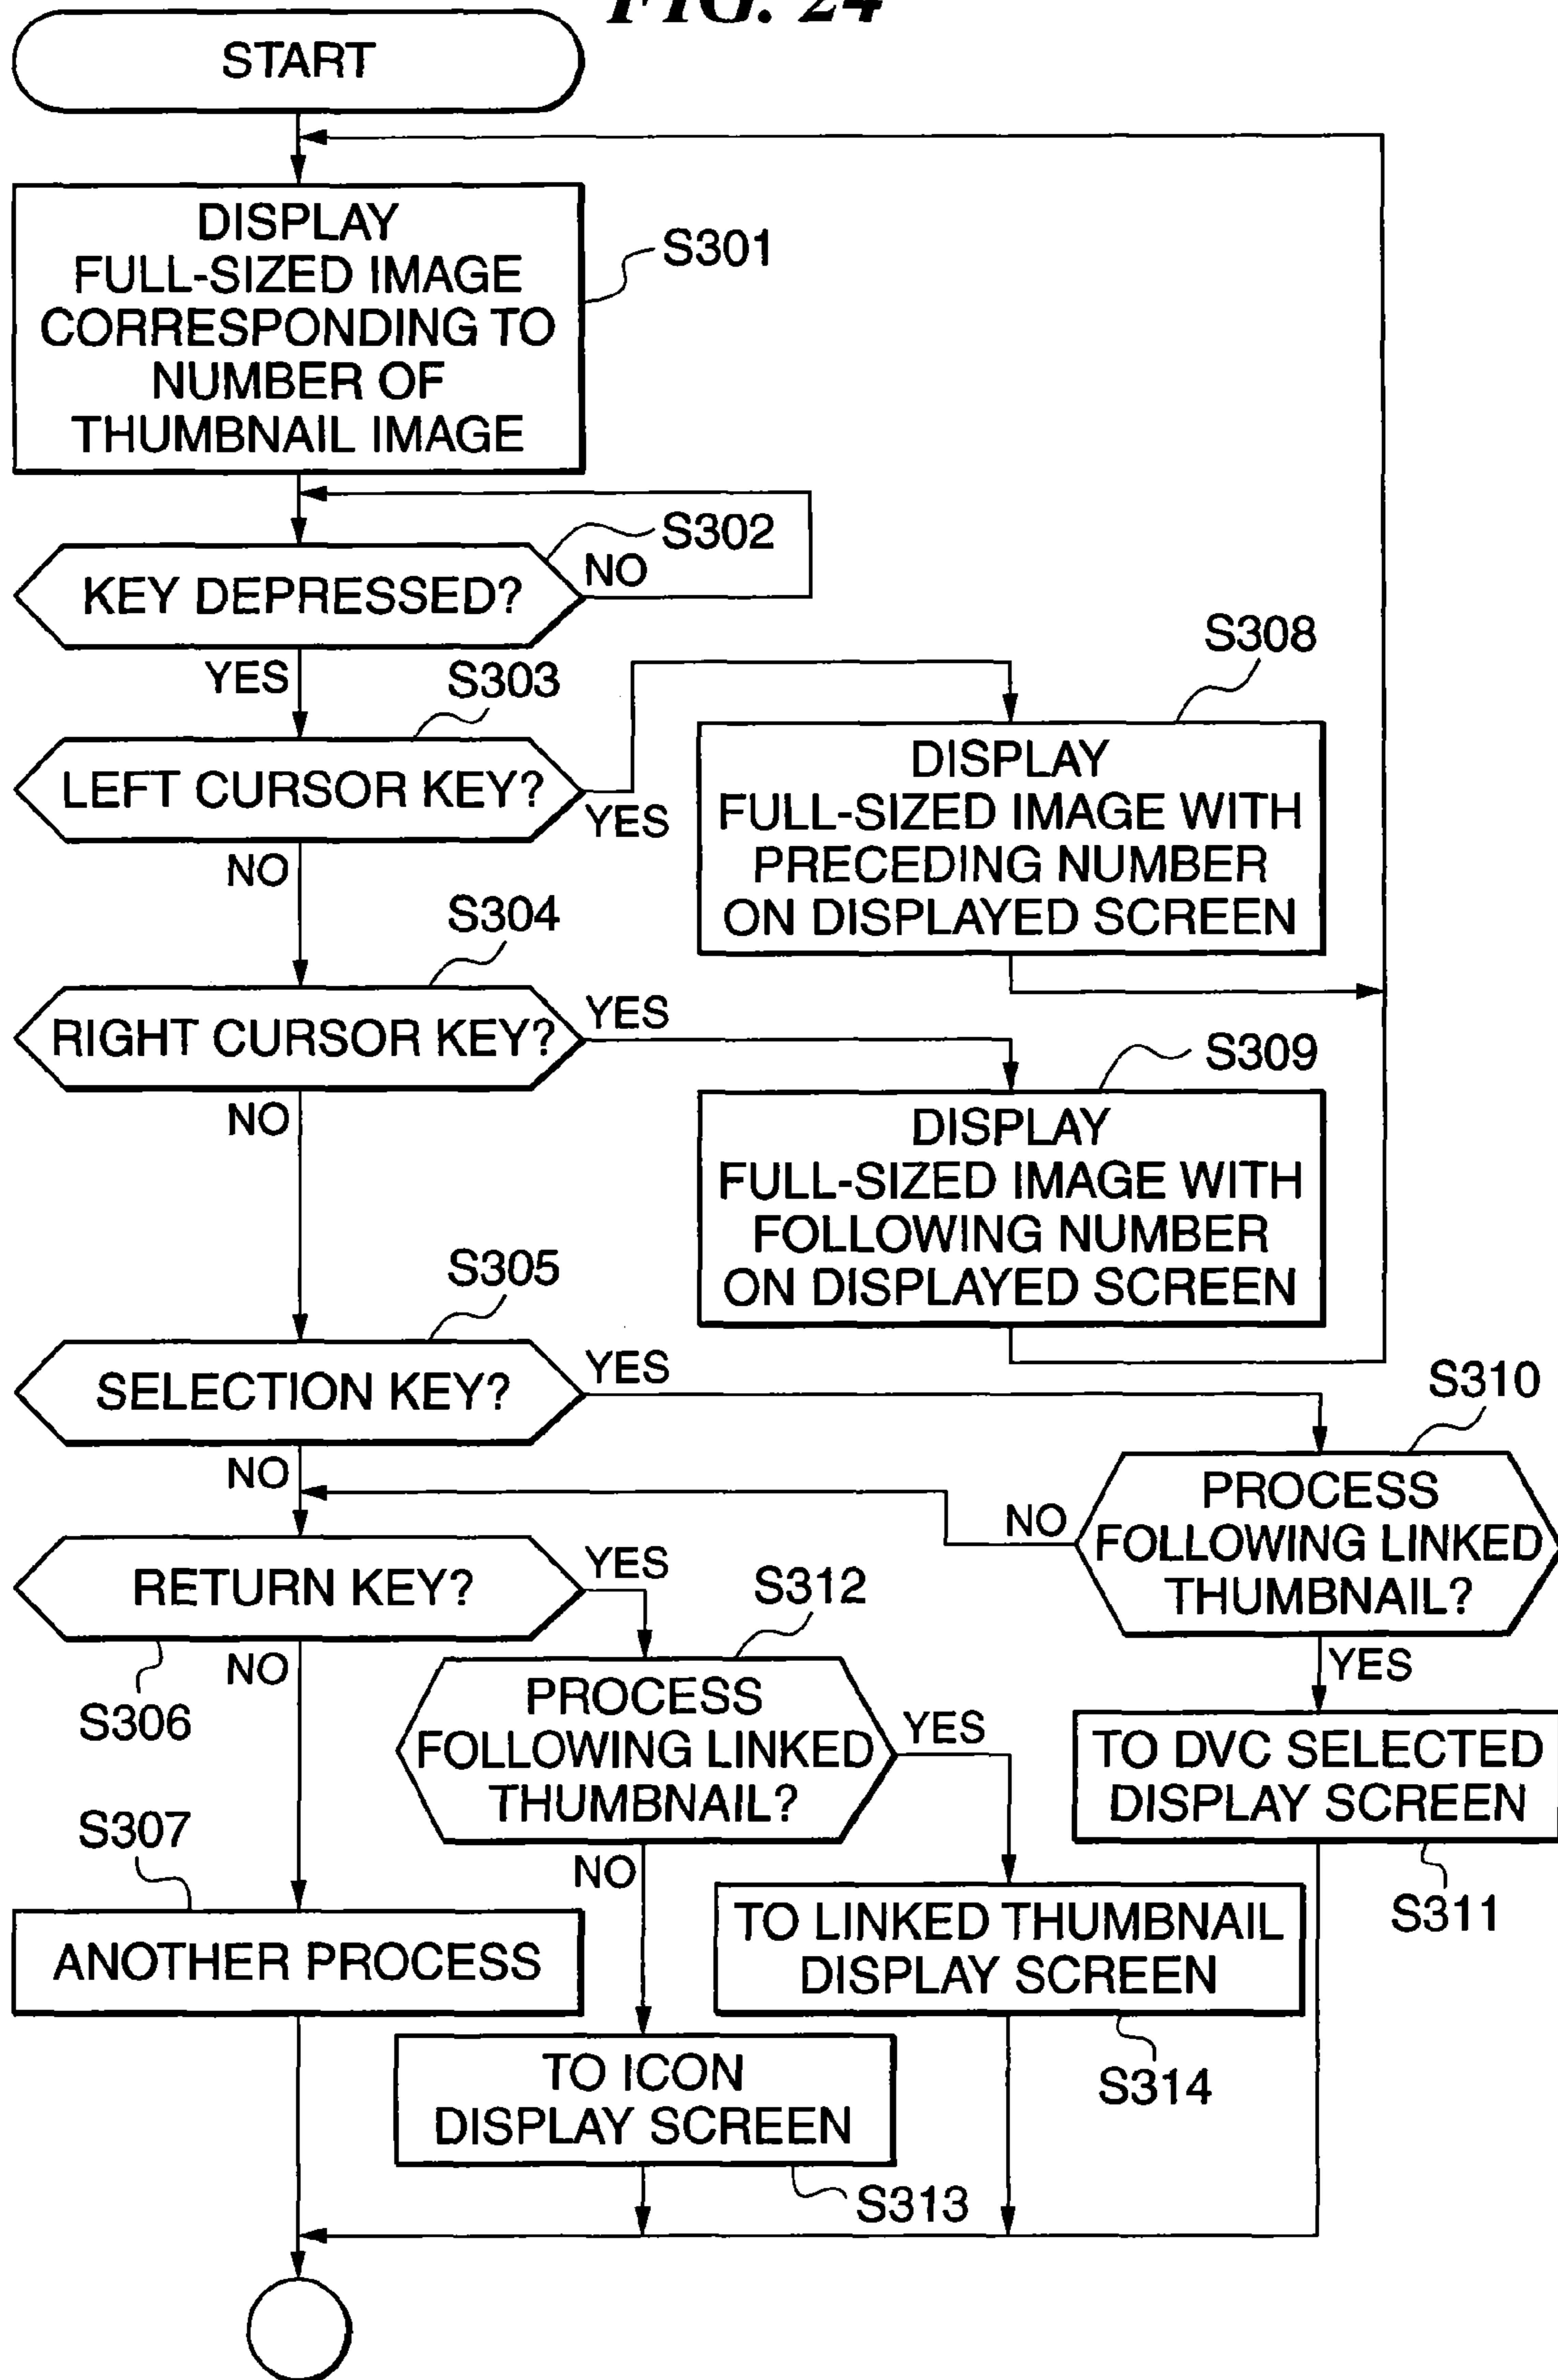 FIG. 24
START
DISPLAY
FULL-SIZED IMAGE
CORRESPONDING TO
NUMBER OF
THUMBNAIL IMAGE
S301
S302
NO
KEY DEPRESSED?
YES
S303
S308
LEFT CURSOR KEY?
YES
NO
DISPLAY
FULL-SIZED IMAGE WITH
PRECEDING NUMBER
ON DISPLAYED SCREEN
S304
RIGHT CURSOR KEY?
YES
NO
S309
DISPLAY
FULL-SIZED IMAGE WITH
FOLLOWING NUMBER
ON DISPLAYED SCREEN
S305
SELECTION KEY?
YES
NO
S310
PROCESS
FOLLOWING LINKED
THUMBNAIL?
NO
YES
RETURN KEY?
YES
NO
S306
S312
PROCESS
FOLLOWING LINKED
THUMBNAIL?
YES
NO
TO DVC SELECTED
DISPLAY SCREEN
S311
S307
ANOTHER PROCESS
TO LINKED THUMBNAIL
DISPLAY SCREEN
S314
TO ICON
DISPLAY SCREEN
S313